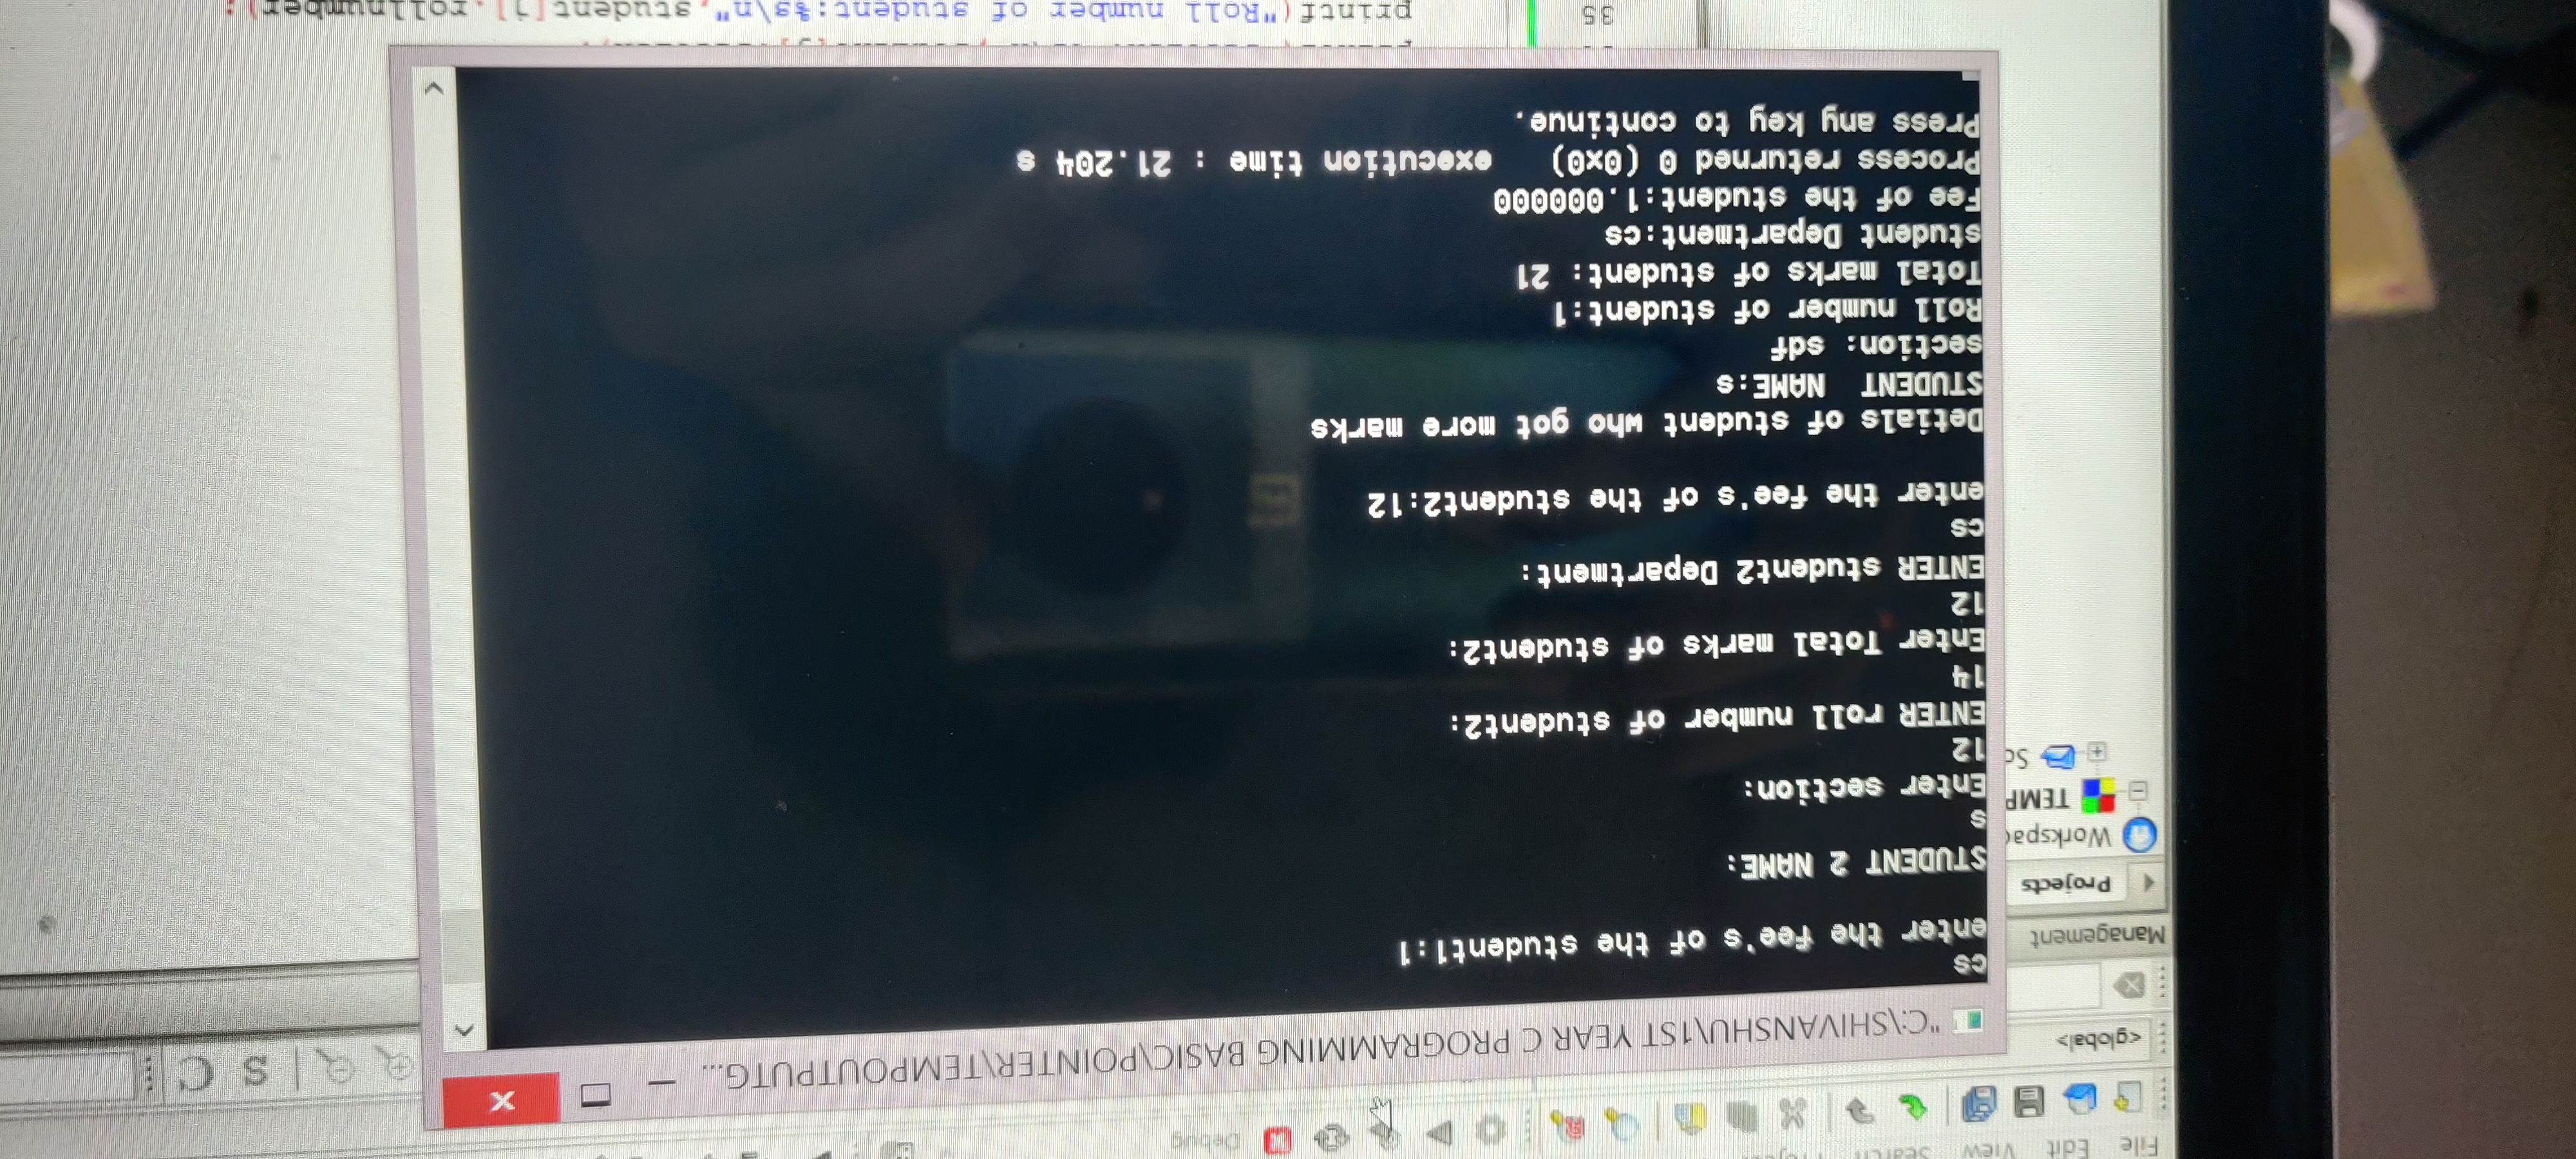 File Edit View Search
Debug
<global>
"C:\SHIVANSHU\1ST YEAR C PROGRAMMING BASIC\POINTER\TEMPOUTPUTG...
S C
Management
Projects
Workspac
TEMP
Sc
cs
enter the fee's of the student1:1
STUDENT 2 NAME:
s
Enter section:
12
ENTER roll number of student2:
14
Enter Total marks of student2:
12
ENTER student2 Department:
cs
enter the fee's of the student2:12
Detials of student who got more marks
STUDENT  NAME:s
section: sdf
Roll number of student:1
Total marks of student: 21
student Department:cs
Fee of the student:1.000000
Process returned 0 (0x0)   execution time : 21.204 s
Press any key to continue.
35 printf("Roll number of student:%s\n",student[j].rollnumber);